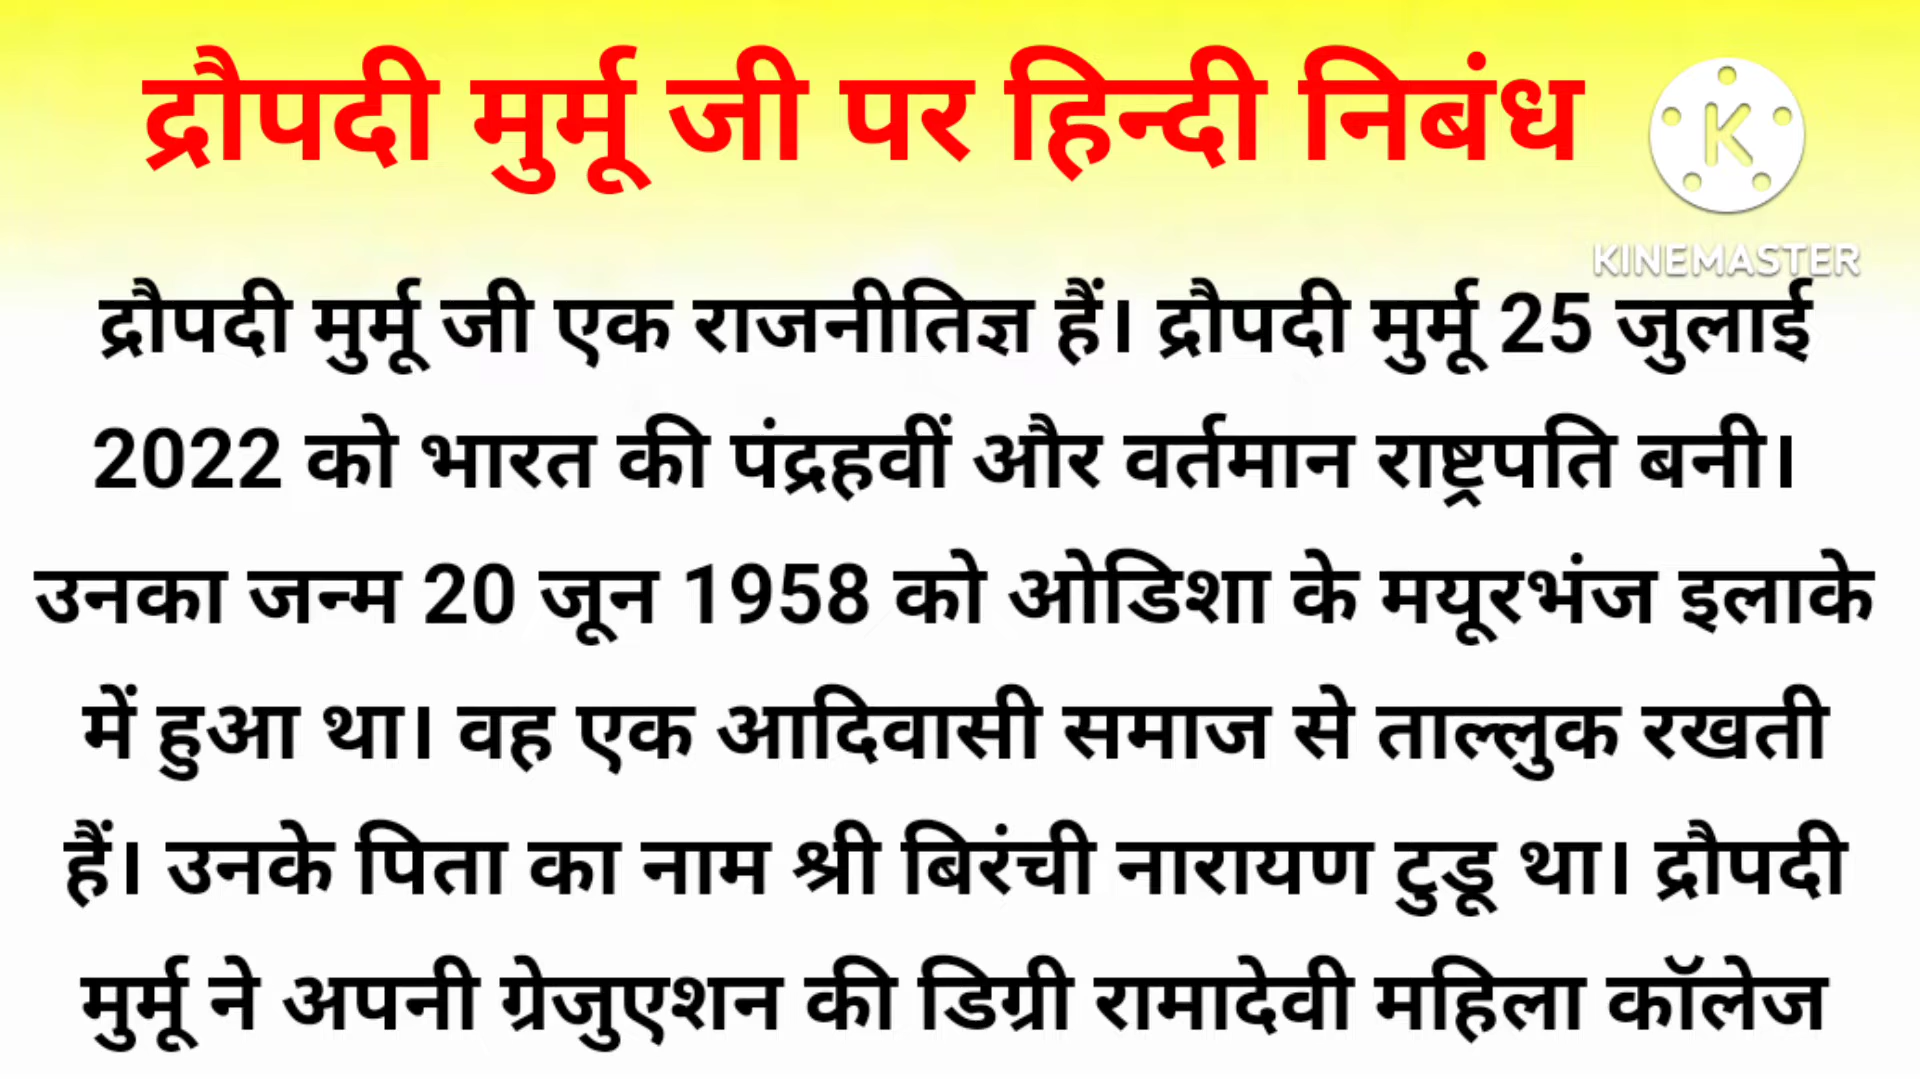 द्रौपदी मुर्मू जी पर हिन्दी निबंध
K
KINEMASTER
द्रौपदी मुर्मू जी एक राजनीतिज्ञ हैं। द्रौपदी मुर्मू 25 जुलाई
2022 को भारत की पंद्रहवीं और वर्तमान राष्ट्रपति बनी।
उनका जन्म 20 जून 1958 को ओडिशा के मयूरभंज इलाके
में हुआ था। वह एक आदिवासी समाज से ताल्लुक रखती
हैं। उनके पिता का नाम श्री बिरंची नारायण टुडू था। द्रौपदी
मुर्मू ने अपनी ग्रेजुएशन की डिग्री रामादेवी महिला कॉलेज